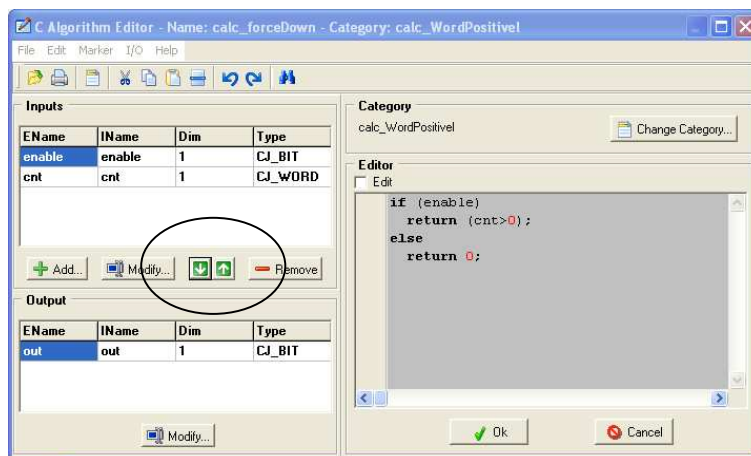 C Algorithm Editor - Name: calc_forceDown - Category: calc_WordPositivel
File Edit Marker I/O Help
Inputs
EName IName Dim Type
enable enable 1 CJ_BIT
cnt cnt 1 CJ_WORD
Add... Modify... Remove
Output
EName IName Dim Type
out out 1 CJ_BIT
Modify...
Category
calc_WordPositivel
Change Category...
Editor
Edit
if (enable)
return (cnt>0);
else
return 0;
Ok Cancel